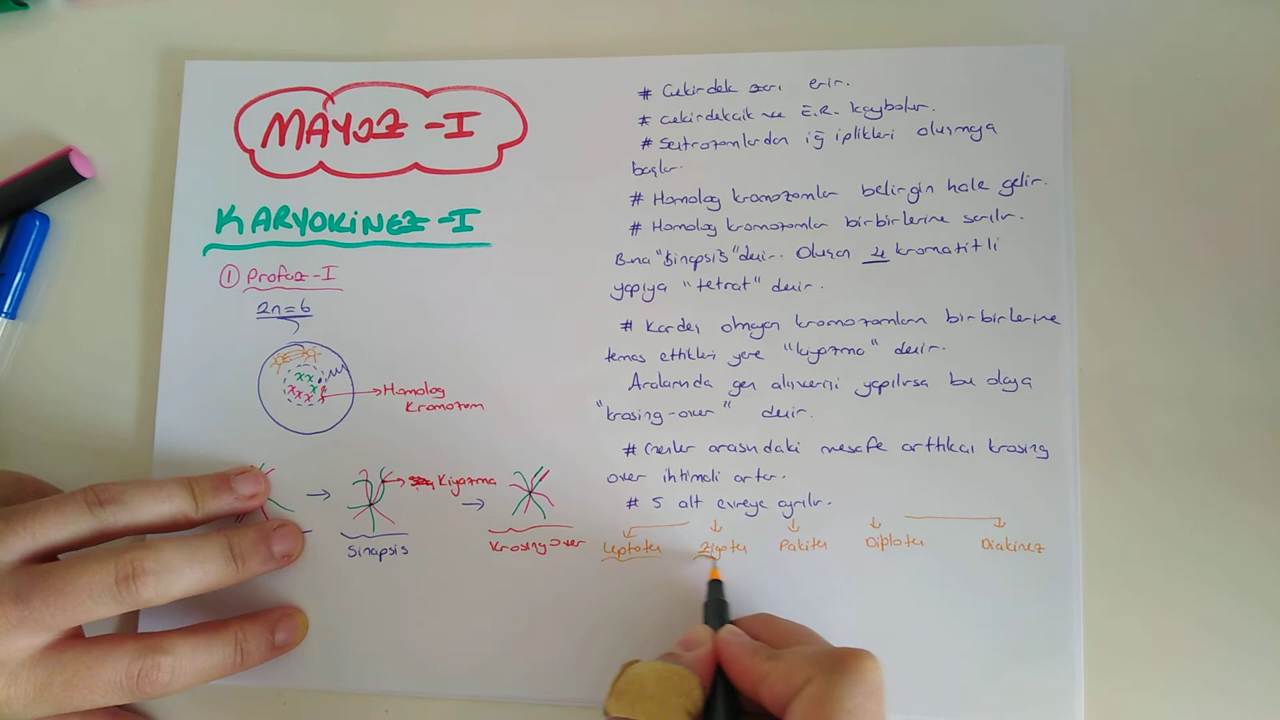 MAYOZ-I
KARYOKİNEZ-I
① Profaz-I
2n=6
Homolog
Kromozom
Kiyazma
Sinapsis
Krosing over
# Çekirdek zarı erir.
# Çekirdekcik ve E.R. kaybolur.
# Sentrozomlardan iğ iplikleri oluşmaya
başlar.
# Homolog kromozomlar belirgin hale gelir.
# Homolog kromozomlar birbirlerine sarılır.
Buna "Sinapsis" denir. Oluşan 4 kromatitli
yapıya "tetrat" denir.
# Kardeş olmayan kromozomların birbirlerine
temas ettikleri yere "kiyazma" denir.
Aralarında gen alışverişi yapılırsa bu olaya
"krosing-over" denir.
# Genler arasındaki mesafe arttıkça krosing
over ihtimali artar.
# 5 alt evreye ayrılır.
Leptoten Zigoten Pakiten Diploten Diakinez